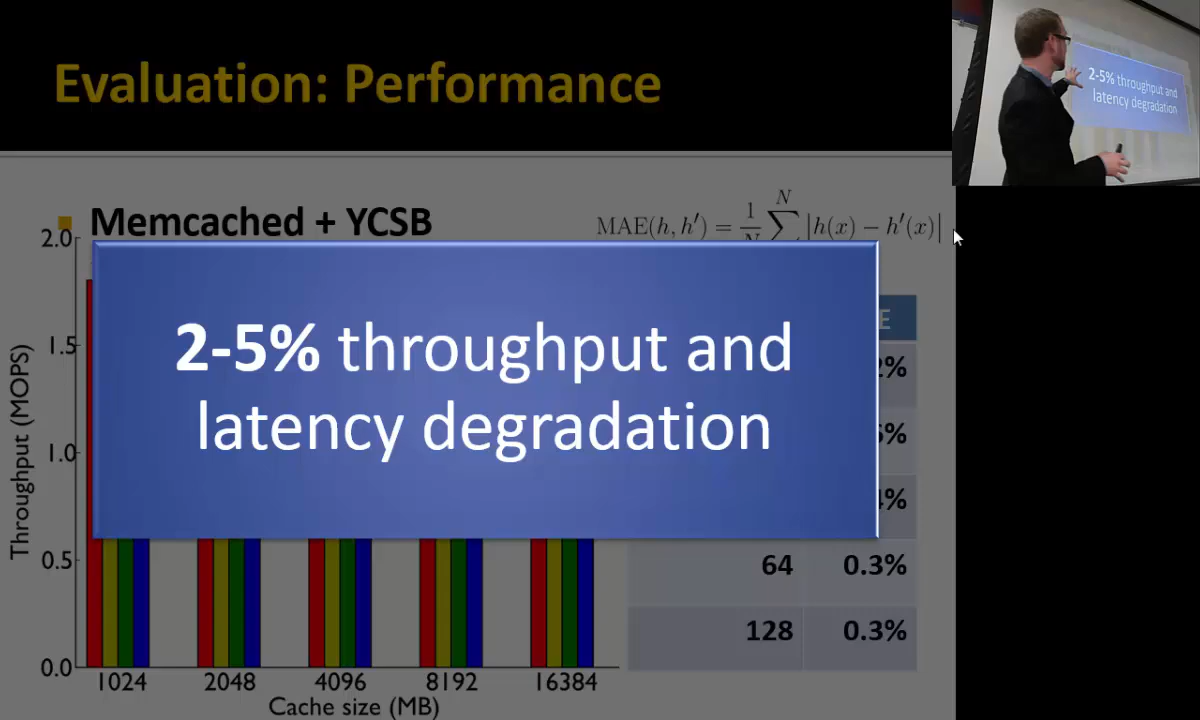 Evaluation: Performance
Memcached + YCSB
MAE(h, h′) = 1/N ∑ N |h(x) − h′(x)|
2-5% throughput and
latency degradation
2-5% throughput and
latency degradation
E
2%
4%
64 0.3%
128 0.3%
Throughput (MOPS)
2.0
1.5
1.0
0.5
0.0
1024 2048 4096 8192 16384
Cache size (MB)